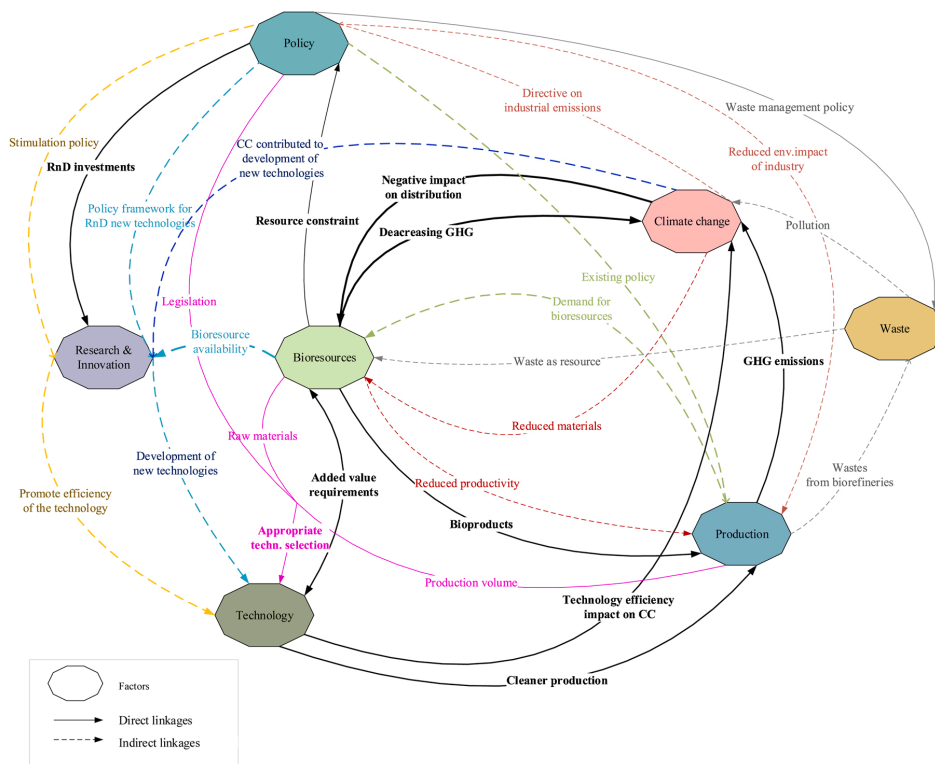 Policy
Directive on
industrial emissions
Waste management policy
Stimulation policy
RnD investments
CC contributed to
development of
new technologies
Reduced env.impact
of industry
Negative impact
on distribution
Policy framework for
RnD new technologies
Resource constraint
Deacreasing GHG
Climate change
Pollution
Existing policy
Legislation
Demand for
bioresources
Research &
Innovation
Bioresource
availability
Bioresources
Waste as resource
GHG emissions
Waste
Reduced materials
Raw materials
Development of
new technologies
Added value
requirements
Reduced productivity
Wastes
from biorefineries
Promote efficiency
of the technology
Appropriate
techn. selection
Bioproducts
Production
Production volume
Technology efficiency
impact on CC
Technology
Cleaner production
Factors
Direct linkages
Indirect linkages